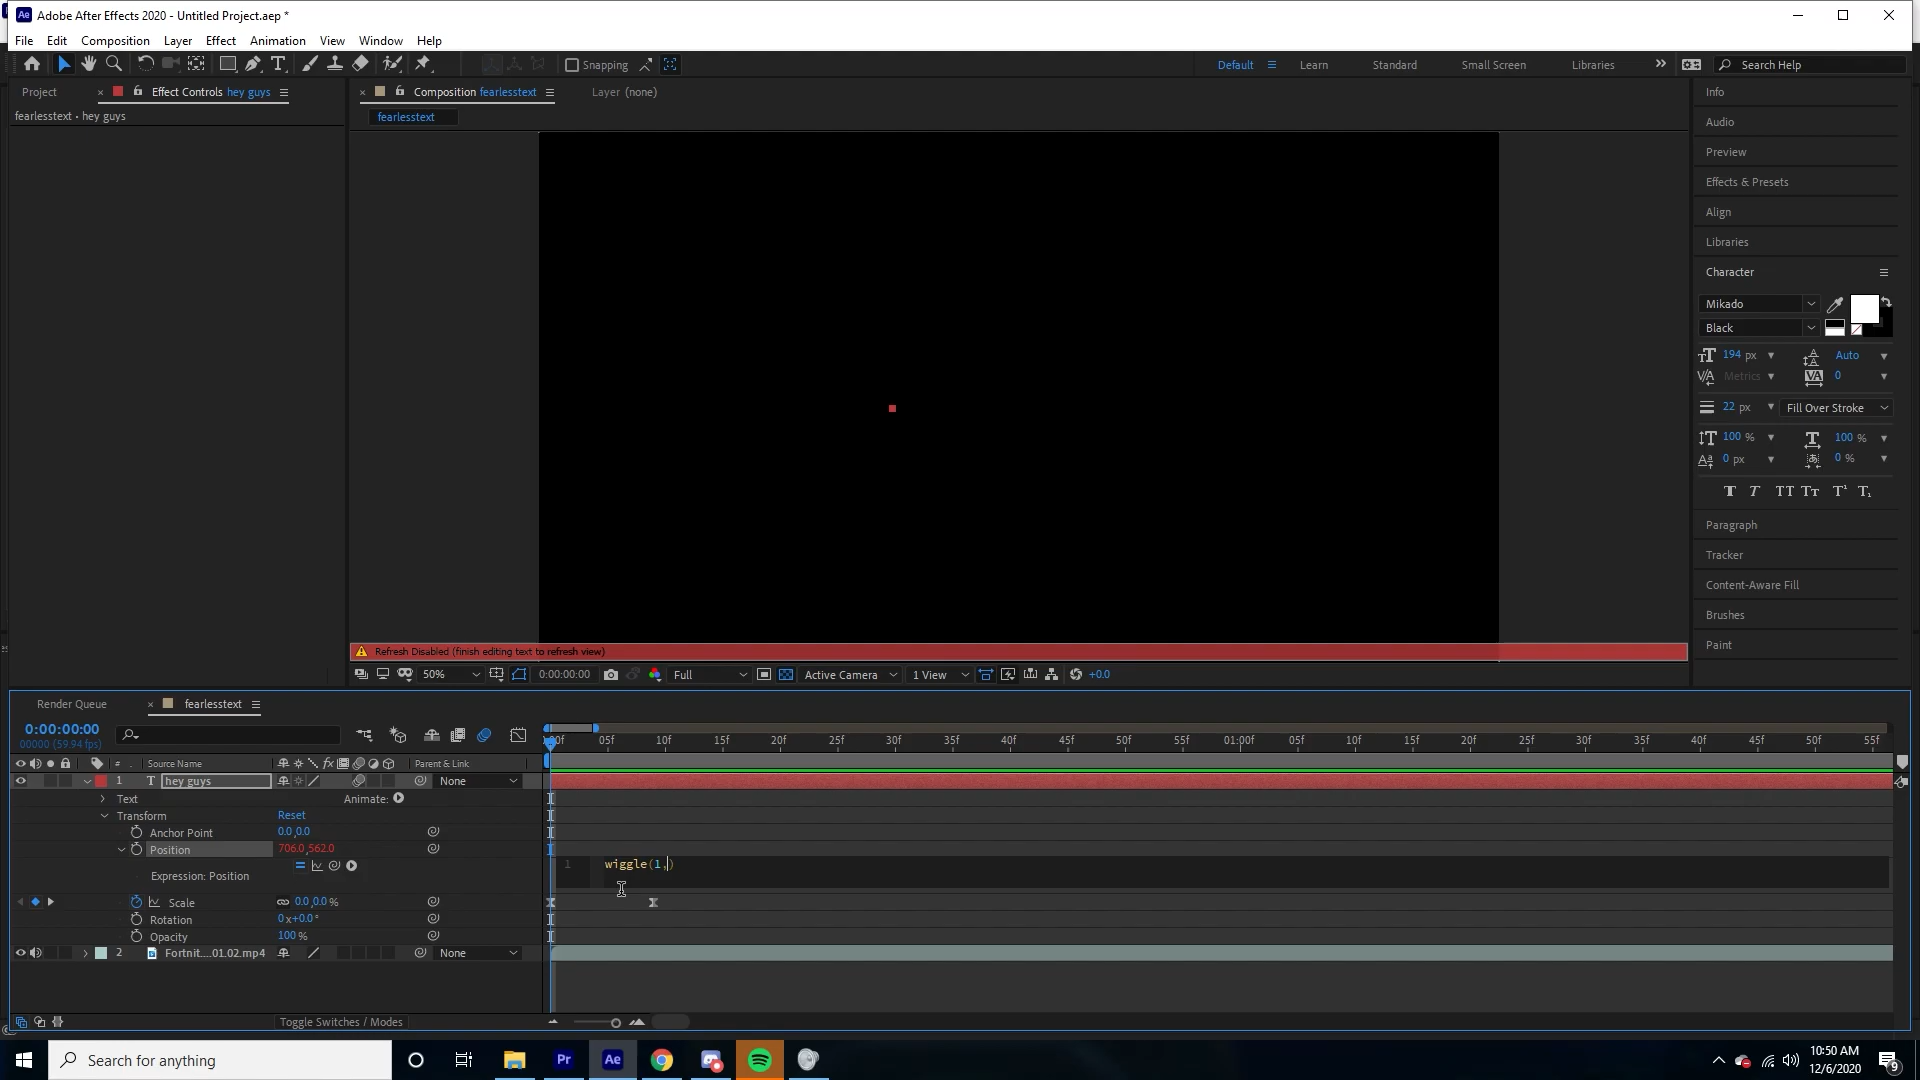 Adobe After Effects 2020 - Untitled Project.aep *
File Edit Composition Layer Effect Animation View Window Help
Snapping Default Learn Standard Small Screen Libraries Search Help
Project Effect Controls hey guys Composition fearlesstext Layer (none)
fearlesstext • hey guys
fearlesstext
Info
Audio
Preview
Effects & Presets
Align
Libraries
Character
Mikado
Black
194 px Auto
Metrics 0
22 px Fill Over Stroke
100 % 100 %
0 px 0 %
Paragraph
Tracker
Content-Aware Fill
Brushes
Paint
Refresh Disabled (finish editing text to refresh view)
50% 0:00:00:00 Full Active Camera 1 View +0.0
Render Queue fearlesstext
0:00:00:00
00000 (59.94 fps)
05f 10f 15f 20f 25f 30f 35f 40f 45f 50f 55f 01:00f 05f 10f 15f 20f 25f 30f 35f 40f 45f 50f 55f
# Source Name Parent & Link
1 T hey guys None
Text Animate:
Transform Reset
Anchor Point 0.0,0.0
Position 706.0,562.0
1 wiggle(1,)
Expression: Position
Scale 0.0,0.0 %
Rotation 0x+0.0°
Opacity 100 %
2 Fortnit....01.02.mp4 None
Toggle Switches / Modes
Search for anything
10:50 AM
12/6/2020
9